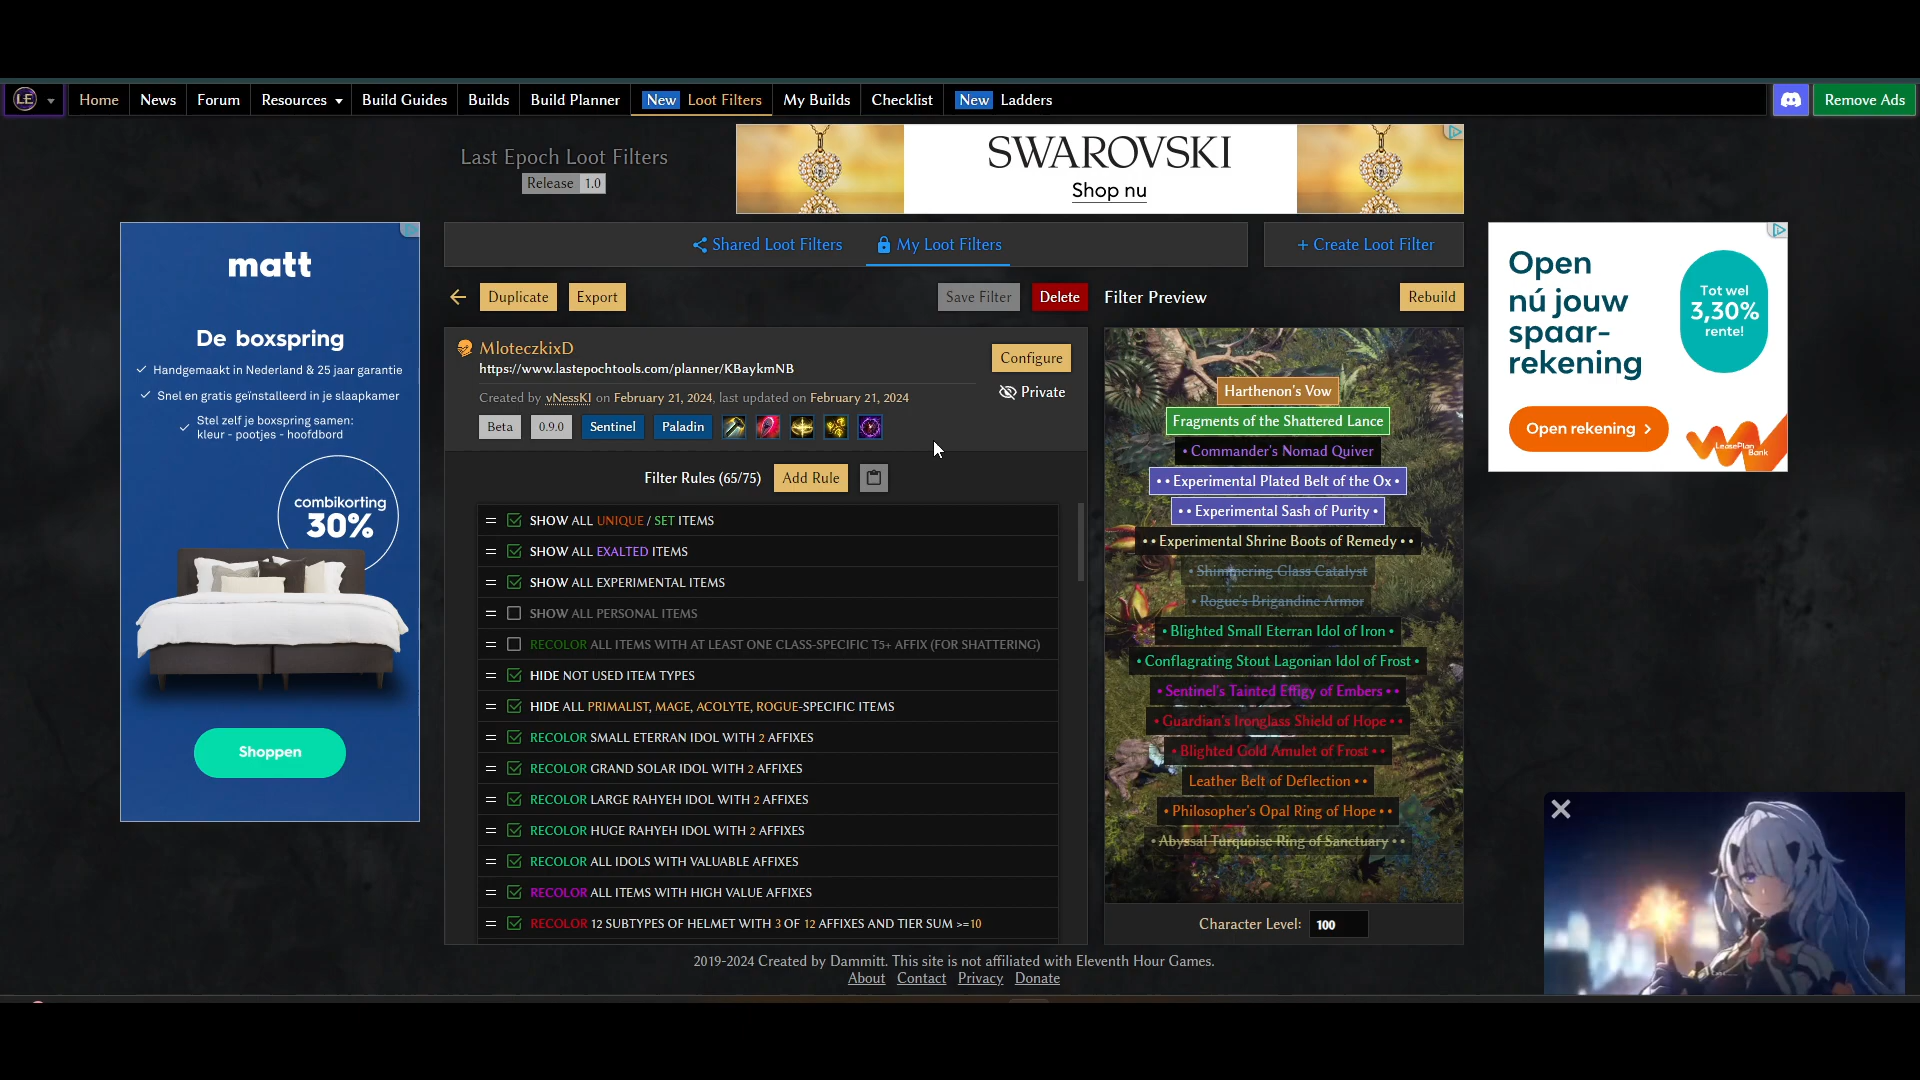 LE
Home
News
Forum
Resources
Build Guides
Builds
Build Planner
New Loot Filters
My Builds
Checklist
New Ladders
Remove Ads
Last Epoch Loot Filters
Release 1.0
SWAROVSKI
Shop nu
matt
De boxspring
Handgemaakt in Nederland & 25 jaar garantie
Snel en gratis geïnstalleerd in je slaapkamer
Stel zelf je boxspring samen:
kleur - pootjes - hoofdbord
combikorting
30%
Shoppen
Shared Loot Filters
My Loot Filters
+ Create Loot Filter
Duplicate
Export
Save Filter
Delete
MloteczkixD
https://www.lastepochtools.com/planner/KBaykmNB
Configure
Private
Created by vNessKI on February 21, 2024, last updated on February 21, 2024
Beta
0.9.0
Sentinel
Paladin
Filter Rules (65/75)
Add Rule
SHOW ALL UNIQUE / SET ITEMS
SHOW ALL EXALTED ITEMS
SHOW ALL EXPERIMENTAL ITEMS
SHOW ALL PERSONAL ITEMS
RECOLOR ALL ITEMS WITH AT LEAST ONE CLASS-SPECIFIC T5+ AFFIX (FOR SHATTERING)
HIDE NOT USED ITEM TYPES
HIDE ALL PRIMALIST, MAGE, ACOLYTE, ROGUE-SPECIFIC ITEMS
RECOLOR SMALL ETERRAN IDOL WITH 2 AFFIXES
RECOLOR GRAND SOLAR IDOL WITH 2 AFFIXES
RECOLOR LARGE RAHYEH IDOL WITH 2 AFFIXES
RECOLOR HUGE RAHYEH IDOL WITH 2 AFFIXES
RECOLOR ALL IDOLS WITH VALUABLE AFFIXES
RECOLOR ALL ITEMS WITH HIGH VALUE AFFIXES
RECOLOR 12 SUBTYPES OF HELMET WITH 3 OF 12 AFFIXES AND TIER SUM >=10
Filter Preview
Rebuild
Harthenon's Vow
Fragments of the Shattered Lance
• Commander's Nomad Quiver
• • Experimental Plated Belt of the Ox •
• • Experimental Sash of Purity •
• • Experimental Shrine Boots of Remedy • •
• Shimmering Glass Catalyst
• Rogue's Brigandine Armor
• Blighted Small Eterran Idol of Iron •
• Conflagrating Stout Lagonian Idol of Frost •
• Sentinel's Tainted Effigy of Embers • •
• Guardian's Ironglass Shield of Hope • •
• Blighted Gold Amulet of Frost • •
Leather Belt of Deflection • •
• Philosopher's Opal Ring of Hope • •
• Abyssal Turquoise Ring of Sanctuary • •
Character Level: 100
Open
nú jouw
spaar-
rekening
Tot wel
3,30%
rente!
Open rekening >
LeasePlan
Bank
2019-2024 Created by Dammitt. This site is not affiliated with Eleventh Hour Games.
About Contact Privacy Donate